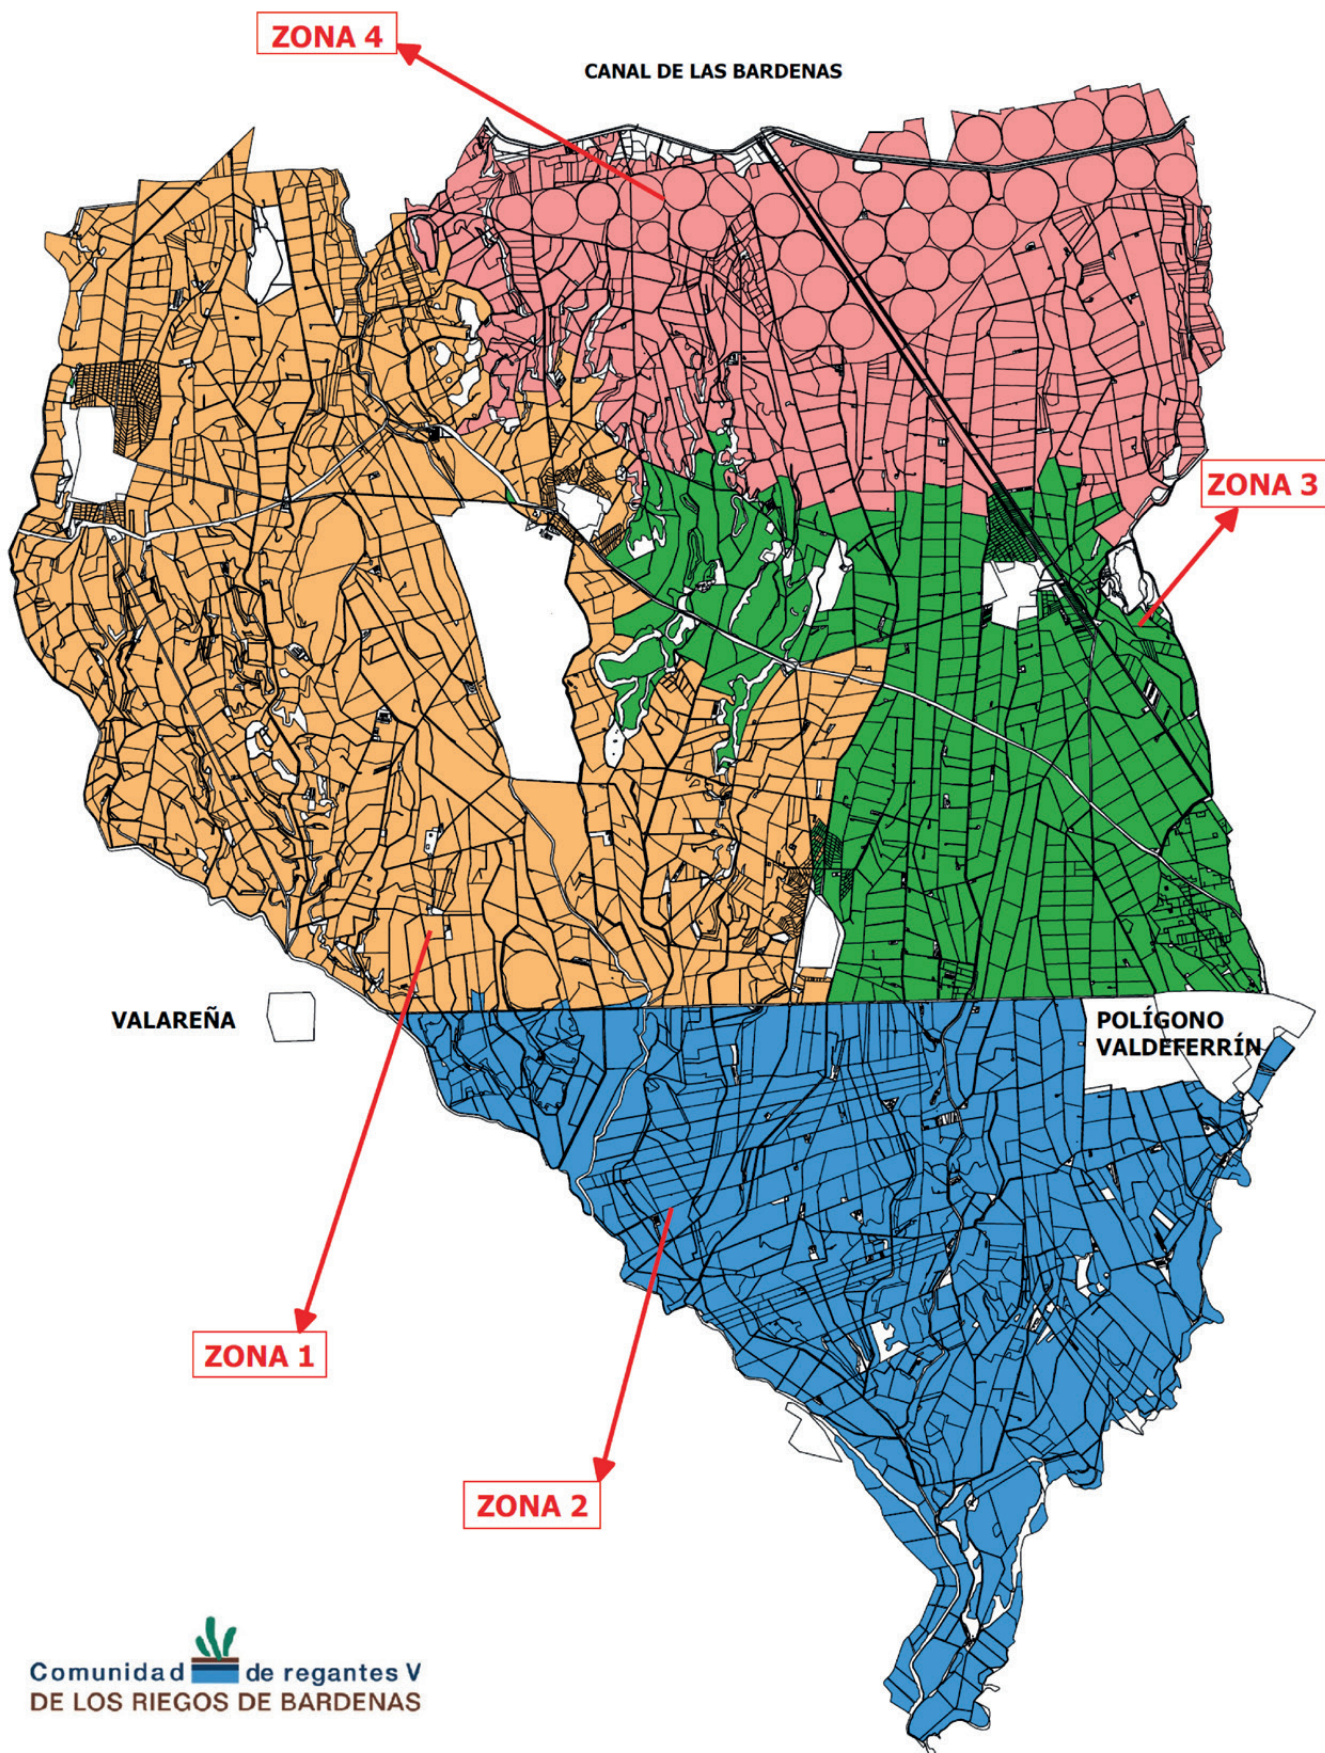 ZONA 4
CANAL DE LAS BARDENAS
ZONA 3
VALAREÑA
POLÍGONO
VALDEFERRÍN
ZONA 1
ZONA 2
Comunidad de regantes V
DE LOS RIEGOS DE BARDENAS